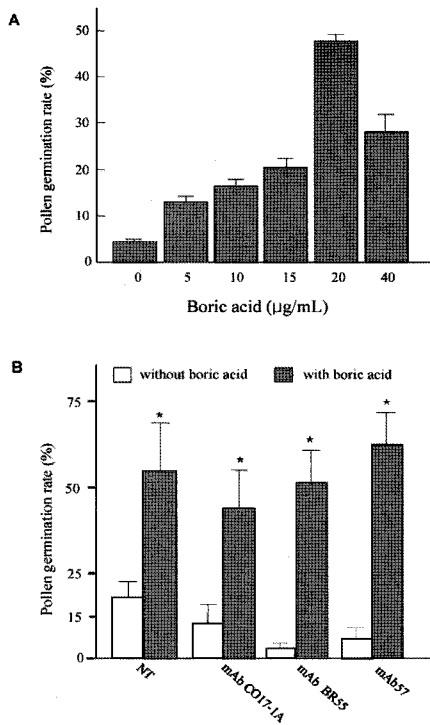 A
Pollen germination rate (%)
50
40
30
20
10
0
0 5 10 15 20 40
Boric acid (µg/mL)
B
without boric acid with boric acid
Pollen germination rate (%)
75
50
25
15
0
* * * *
NT mAb CO17-1A mAb BR55 mAb57